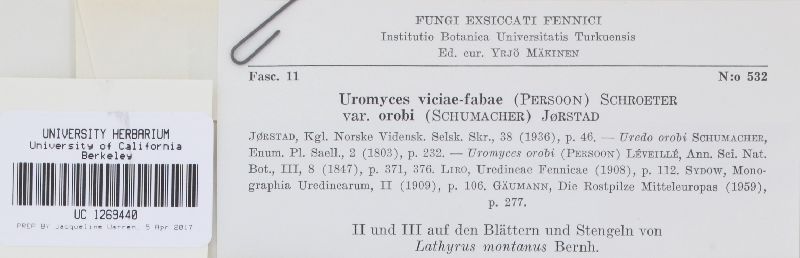 FUNGI EXSICCATI FENNICI
Institutio Botanica Universitatis Turkuensis
Ed. cur. YRJÖ MÄKINEN
Fasc. 11 N:o 532
Uromyces viciae-fabae (PERSOON) SCHROETER
var. orobi (SCHUMACHER) JØRSTAD
JØRSTAD, Kgl. Norske Vidensk. Selsk. Skr., 38 (1936), p. 46. — Uredo orobi SCHUMACHER,
Enum. Pl. Saell., 2 (1803), p. 232. — Uromyces orobi (PERSOON) LÉVEILLÉ, Ann. Sci. Nat.
Bot., III, 8 (1847), p. 371, 376. LIRO, Uredineae Fennicae (1908), p. 112. SYDOW, Mono-
graphia Uredinearum, II (1909), p. 106. GÄUMANN, Die Rostpilze Mitteleuropas (1959),
p. 277.
II und III auf den Blättern und Stengeln von
Lathyrus montanus Bernh.
UNIVERSITY HERBARIUM
University of California
Berkeley
UC 1269440
PREP BY Jacqueline Warren, 5 Apr 2017